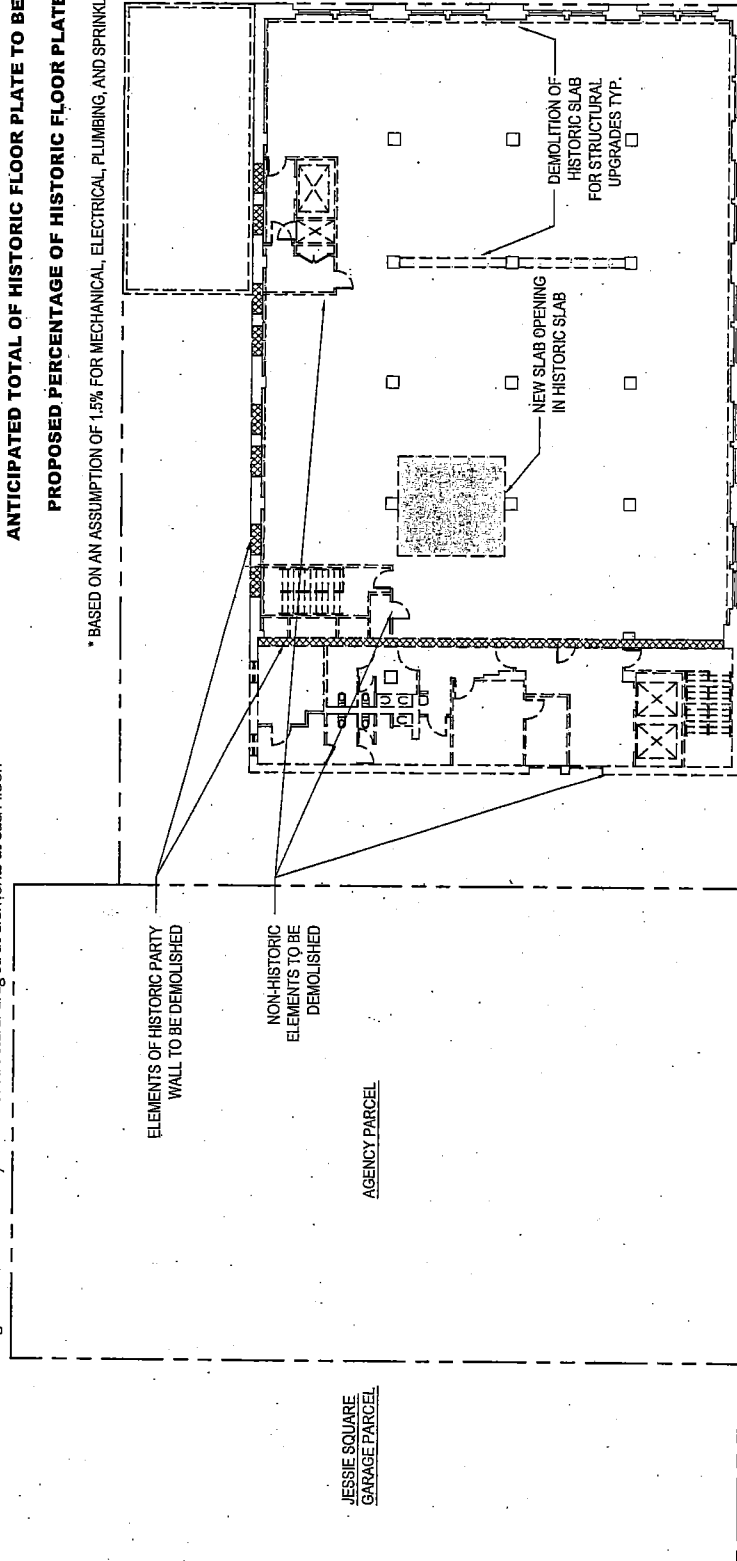 ANTICIPATED TOTAL OF HISTORIC FLOOR PLATE TO BE
PROPOSED PERCENTAGE OF HISTORIC FLOOR PLATE
* BASED ON AN ASSUMPTION OF 1.5% FOR MECHANICAL, ELECTRICAL, PLUMBING, AND SPRINKL
ELEMENTS OF HISTORIC PARTY
WALL TO BE DEMOLISHED
NON-HISTORIC
ELEMENTS TO BE
DEMOLISHED
AGENCY PARCEL
JESSIE SQUARE
GARAGE PARCEL
DEMOLITION OF
HISTORIC SLAB
FOR STRUCTURAL
UPGRADES TYP.
NEW SLAB OPENING
IN HISTORIC SLAB